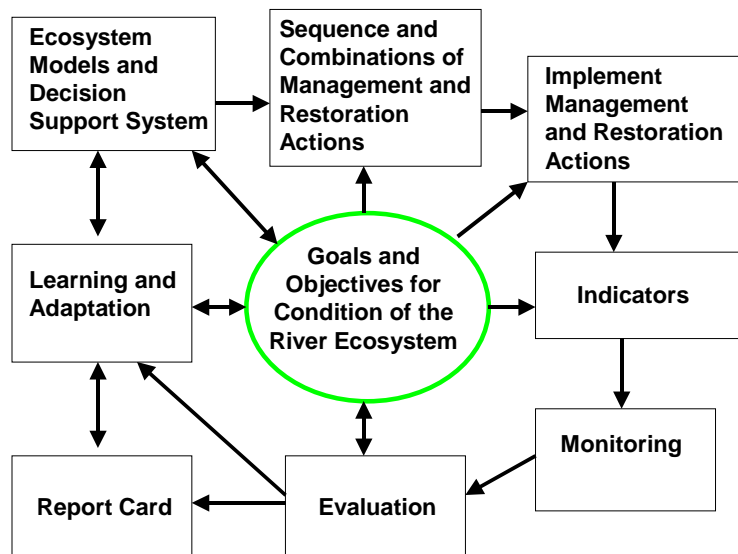 Ecosystem
Models and
Decision
Support System
Sequence and
Combinations of
Management and
Restoration
Actions
Implement
Management
and Restoration
Actions
Learning and
Adaptation
Goals and
Objectives for
Condition of the
River Ecosystem
Indicators
Monitoring
Report Card
Evaluation